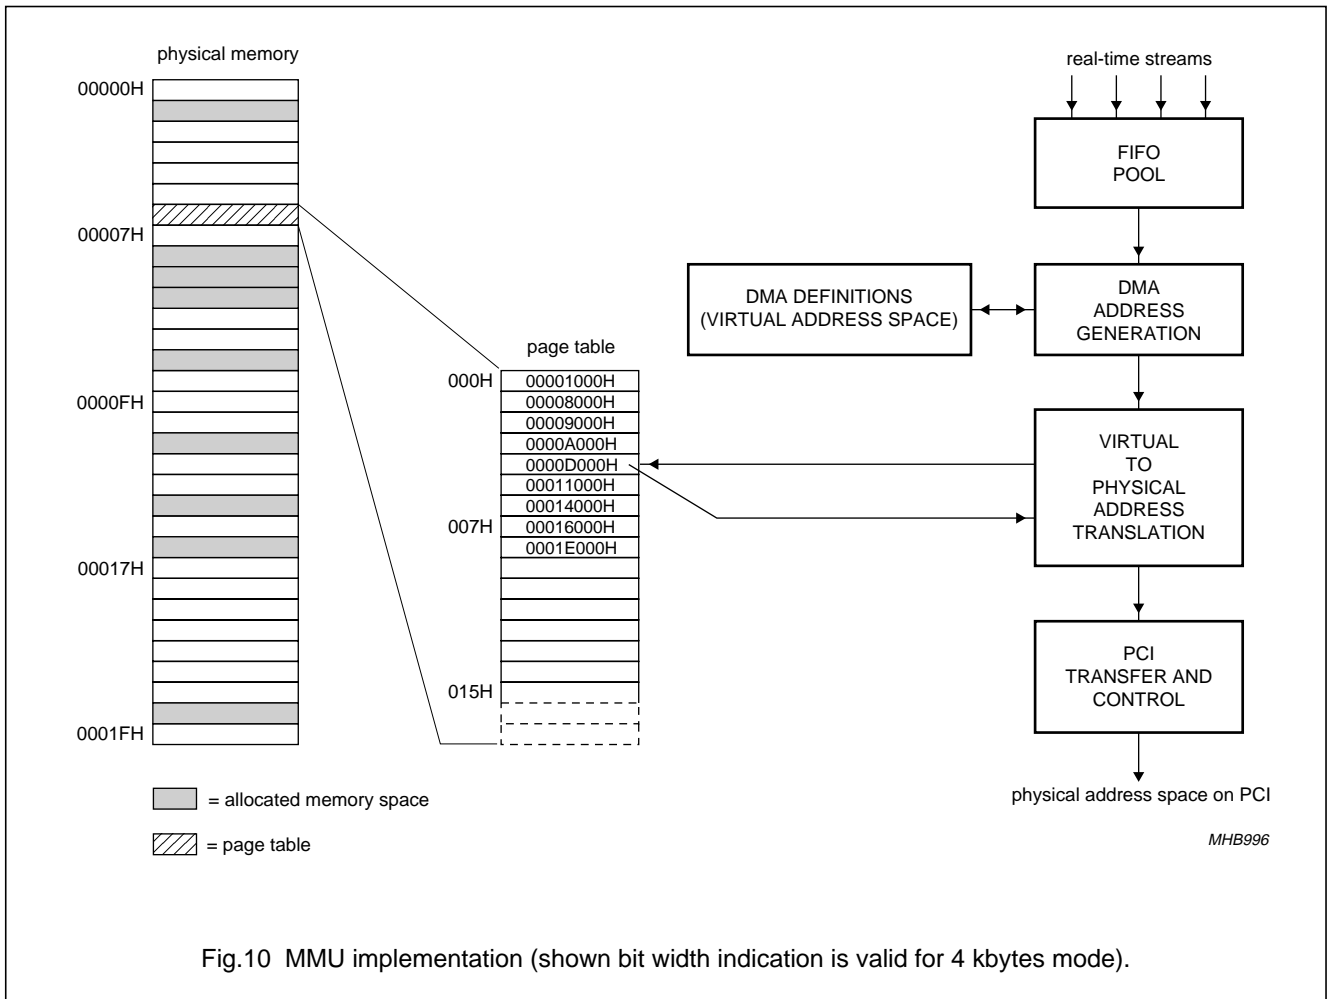 physical memory
00000H
00007H
0000FH
00017H
0001FH
= allocated memory space
= page table
page table
000H
007H
015H
00001000H
00008000H
00009000H
0000A000H
0000D000H
00011000H
00014000H
00016000H
0001E000H
real-time streams
FIFO
POOL
DMA DEFINITIONS
(VIRTUAL ADDRESS SPACE)
DMA
ADDRESS
GENERATION
VIRTUAL
TO
PHYSICAL
ADDRESS
TRANSLATION
PCI
TRANSFER AND
CONTROL
physical address space on PCI
MHB996
Fig.10 MMU implementation (shown bit width indication is valid for 4 kbytes mode).